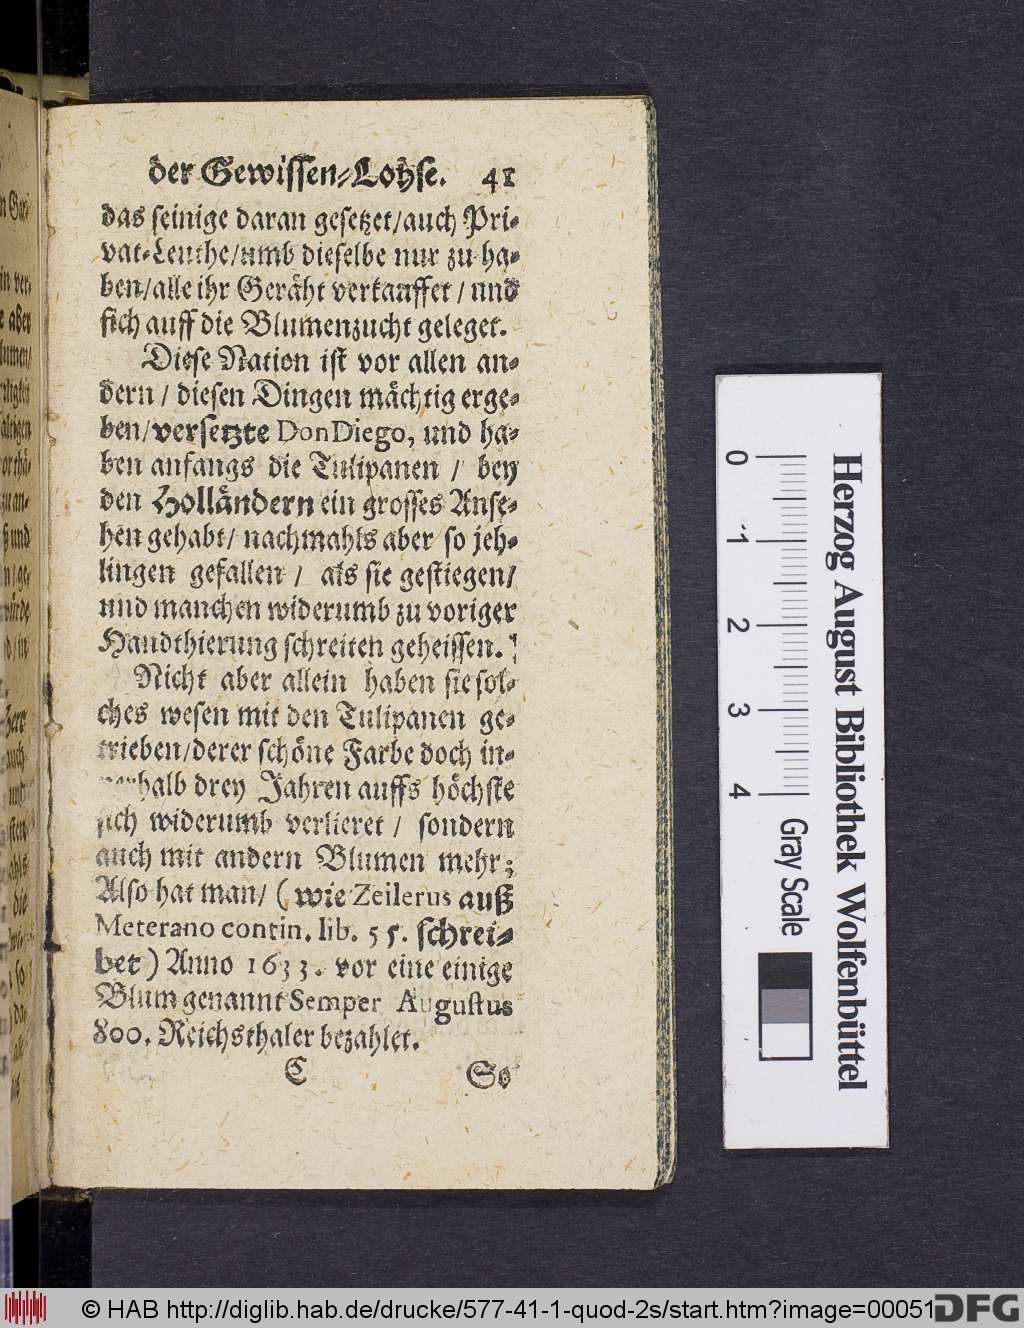 der Gewissen-Lohse. 41
das seinige daran gesetzet/auch Pri-
vat-Leuthe/umb dieselbe nur zu ha-
ben/alle ihr Geräht verkauffet / und
sich auff die Blumenzucht geleget.
Diese Nation ist vor allen an-
dern / diesen Dingen mächtig erge-
ben/versetzte Don Diego, und ha-
ben anfangs die Tulipanen / bey
den Holländern ein grosses Anse-
hen gehabt/ nachmahls aber so jeh-
lingen gefallen / als sie gestiegen/
und manchen widerumb zu voriger
Handthierung schreiten geheissen.
Nicht aber allein haben sie sol-
ches wesen mit den Tulipanen ge-
trieben/derer schöne Farbe doch in-
nerhalb drey Jahren auffs höchste
sich widerumb verlieret / sondern
auch mit andern Blumen mehr;
Also hat man/ ( wie Zeilerus auß
Meterano contin. lib. 55. schrei-
bet ) Anno 1633. vor eine einige
Blum genannt Semper Augustus
800. Reichsthaler bezahlet.
C So
Herzog August Bibliothek Wolfenbüttel
0 1 2 3 4
Gray Scale
© HAB http://diglib.hab.de/drucke/577-41-1-quod-2s/start.htm?image=00051
DFG